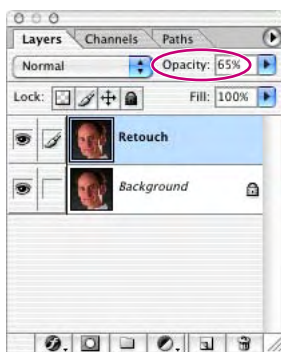 Layers Channels Paths
Normal Opacity: 65%
Lock: Fill: 100%
Retouch
Background